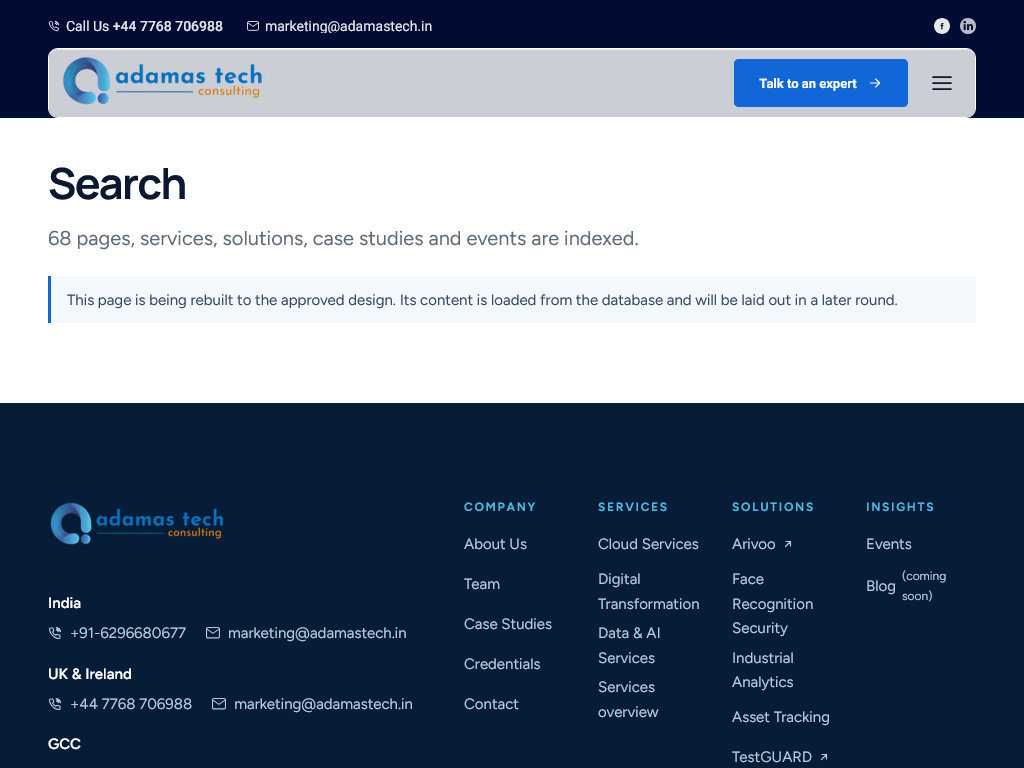 Call Us +44 7768 706988
marketing@adamastech.in
adamas tech
consulting
Talk to an expert
Search
68 pages, services, solutions, case studies and events are indexed.
This page is being rebuilt to the approved design. Its content is loaded from the database and will be laid out in a later round.
adamas tech
consulting
India
+91-6296680677
marketing@adamastech.in
UK & Ireland
+44 7768 706988
marketing@adamastech.in
GCC
COMPANY
About Us
Team
Case Studies
Credentials
Contact
SERVICES
Cloud Services
Digital
Transformation
Data & AI
Services
Services
overview
SOLUTIONS
Arivoo
Face
Recognition
Security
Industrial
Analytics
Asset Tracking
TestGUARD
INSIGHTS
Events
Blog (coming
soon)